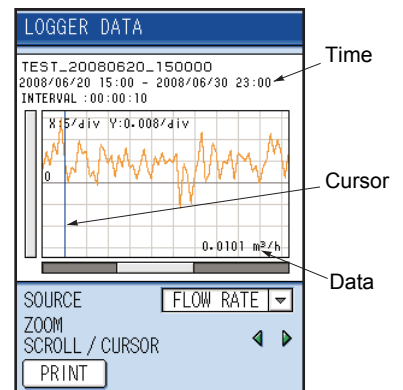 LOGGER DATA
Time
TEST_20080620_150000
2008/06/20 15:00 - 2008/06/30 23:00
INTERVAL :00:00:10
X:5/div Y:0.008/div
0
Cursor
0.0101 m³/h
Data
SOURCE FLOW RATE
ZOOM
SCROLL / CURSOR
PRINT